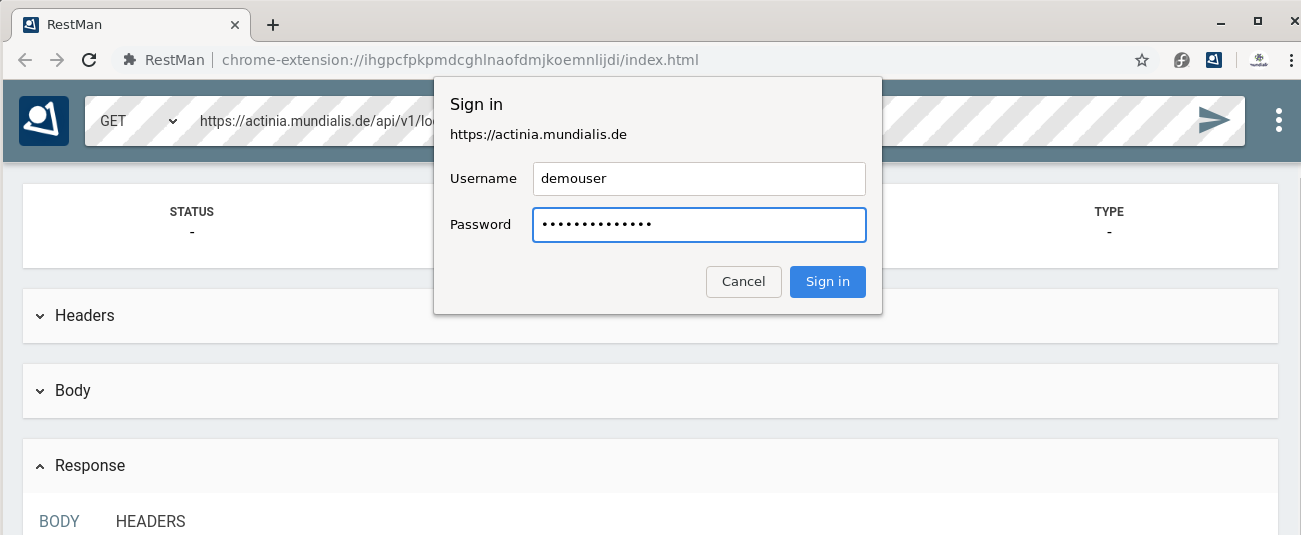 RestMan
RestMan
chrome-extension://ihgpcfpkpmdcghlnaofdmjkoemnlijdi/index.html
GET
https://actinia.mundialis.de/api/v1/lo
Sign in
https://actinia.mundialis.de
Username
demouser
Password
••••••••••••••
Cancel
Sign in
STATUS
-
TYPE
-
Headers
Body
Response
BODY
HEADERS